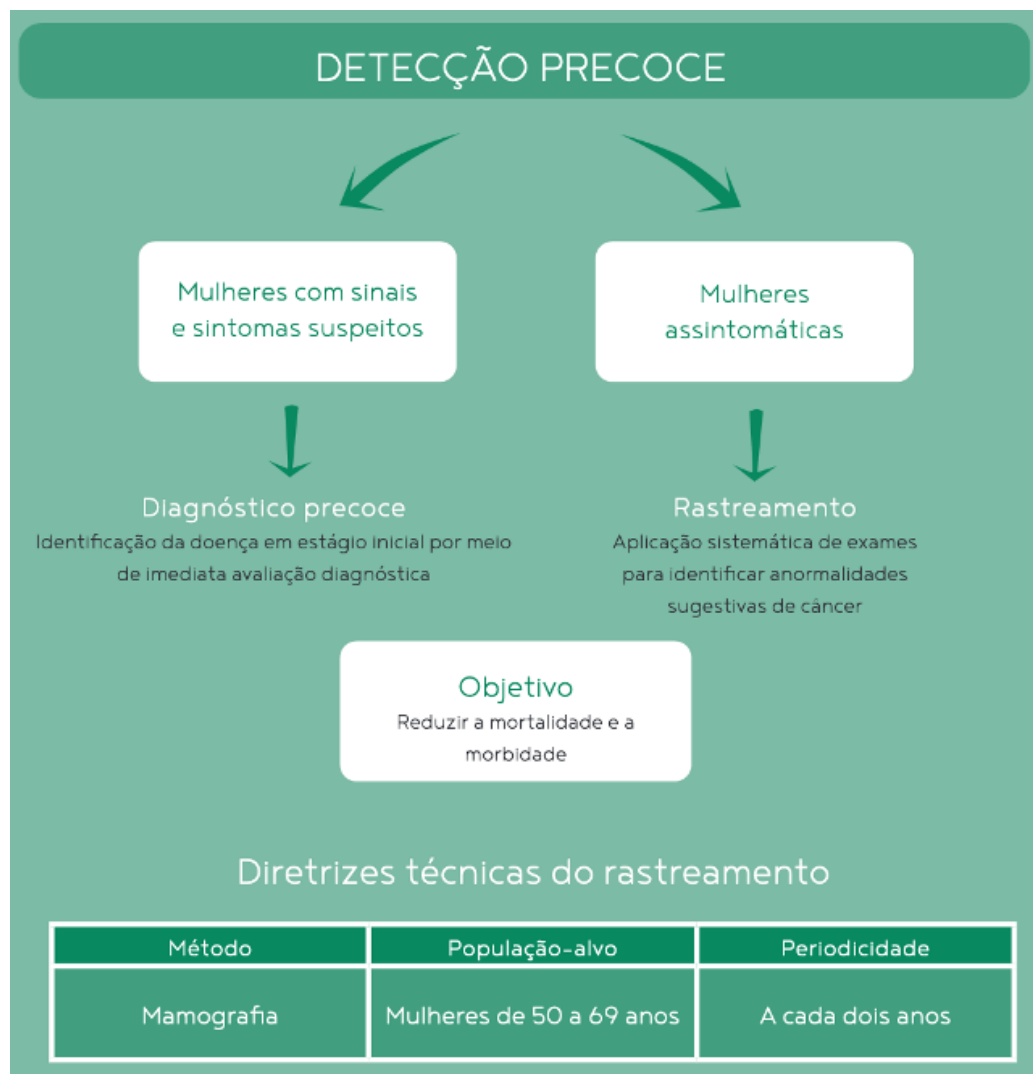 DETECÇÃO PRECOCE
Mulheres com sinais
e sintomas suspeitos
Mulheres
assintomáticas
Diagnóstico precoce
Identificação da doença em estágio inicial por meio
de imediata avaliação diagnóstica
Rastreamento
Aplicação sistemática de exames
para identificar anormalidades
sugestivas de câncer
Objetivo
Reduzir a mortalidade e a
morbidade
Diretrizes técnicas do rastreamento
Método População-alvo Periodicidade
Mamografia Mulheres de 50 a 69 anos A cada dois anos